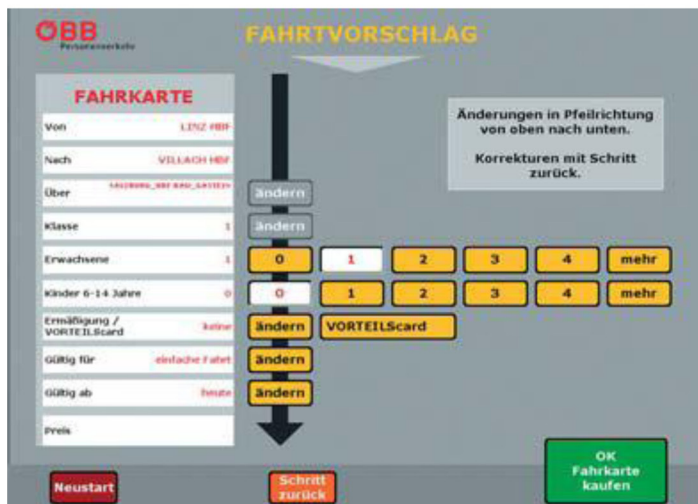 ÖBB
Personenverkehr
FAHRTVORSCHLAG
FAHRKARTE
Änderungen in Pfeilrichtung
von oben nach unten.
Korrekturen mit Schritt
zurück.
Von LINZ HBF
Nach VILLACH HBF
Über SALZBURG_HBF BAD_GASTEIN ändern
Klasse 1 ändern
Erwachsene 1 0 1 2 3 4 mehr
Kinder 6-14 Jahre 0 0 1 2 3 4 mehr
Ermäßigung /
VORTEILScard keine ändern VORTEILScard
Gültig für einfache Fahrt ändern
Gültig ab heute ändern
Preis
Neustart
Schritt
zurück
OK
Fahrkarte
kaufen